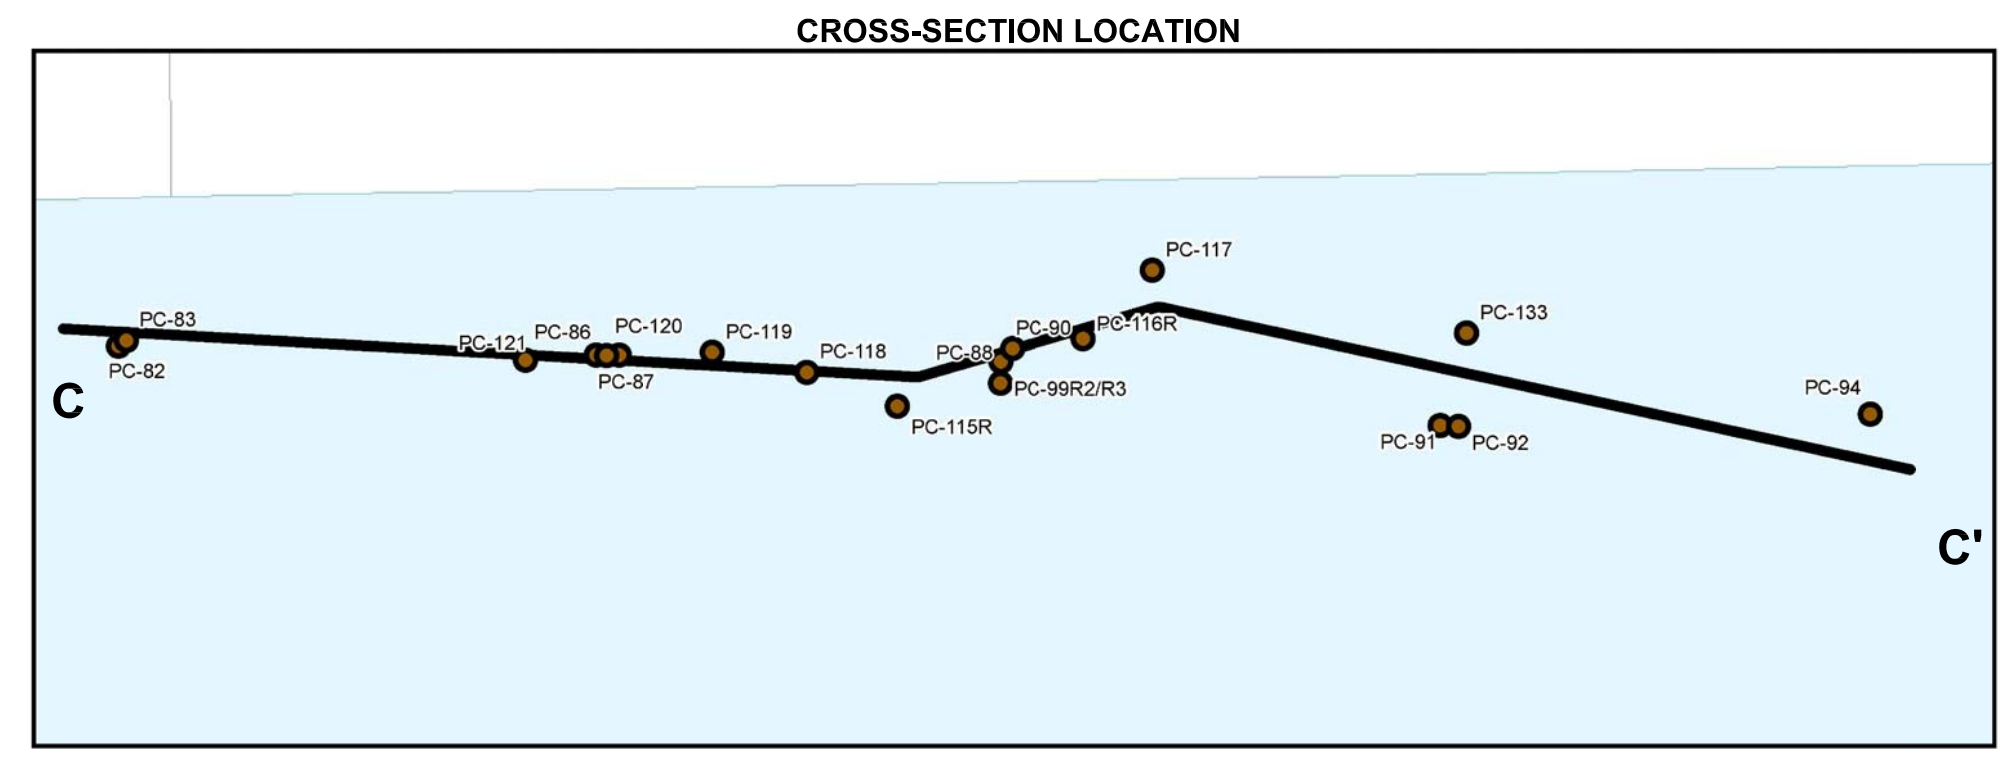 CROSS-SECTION LOCATION
PC-117
PC-83
PC-133
PC-86
PC-120
PC-119
PC-90
PC-116R
PC-121
PC-118
PC-88
PC-82
PC-87
PC-99R2/R3
PC-94
C
PC-115R
PC-91
PC-92
C'